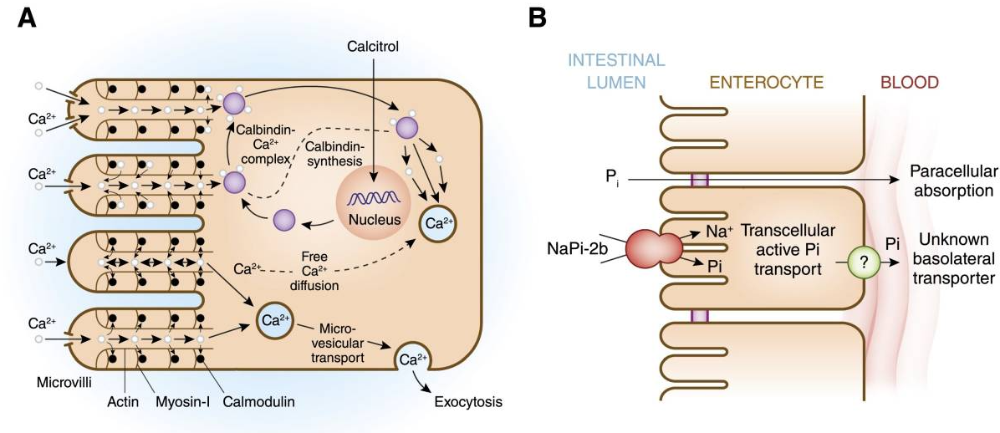 A
Calcitrol
Ca²⁺
Ca²⁺
Ca²⁺
Ca²⁺
Calbindin-
Ca²⁺
complex
Calbindin-
synthesis
Nucleus
Ca²⁺
Ca²⁺
Free
Ca²⁺
diffusion
Ca²⁺
Micro-
vesicular
transport
Ca²⁺
Exocytosis
Microvilli
Actin
Myosin-I
Calmodulin
B
INTESTINAL
LUMEN
ENTEROCYTE
BLOOD
Pi
Paracellular
absorption
NaPi-2b
Na⁺
Pi
Transcellular
active Pi
transport
?
Pi
Unknown
basolateral
transporter